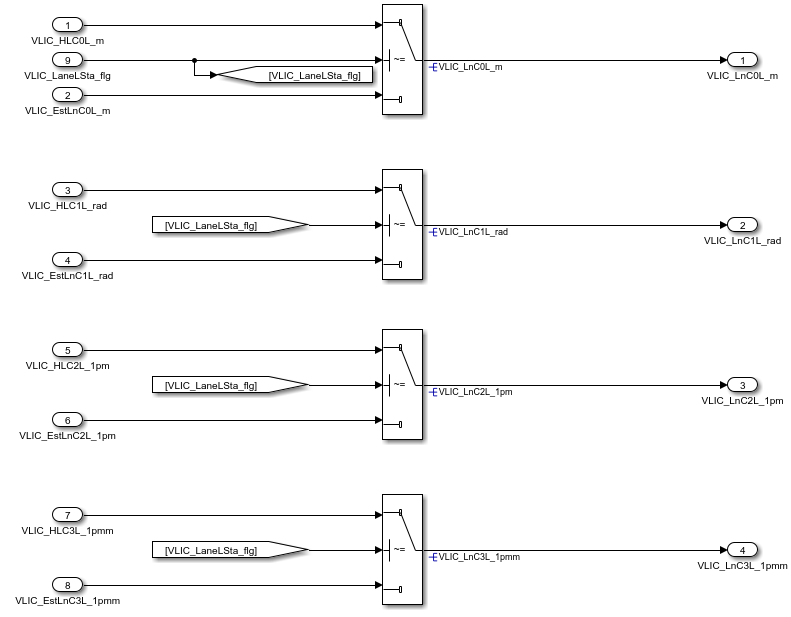 1
VLIC_HLC0L_m
9
VLIC_LaneLSta_flg
[VLIC_LaneLSta_flg]
2
VLIC_EstLnC0L_m
~=
VLIC_LnC0L_m
1
VLIC_LnC0L_m
3
VLIC_HLC1L_rad
[VLIC_LaneLSta_flg]
4
VLIC_EstLnC1L_rad
~=
VLIC_LnC1L_rad
2
VLIC_LnC1L_rad
5
VLIC_HLC2L_1pm
[VLIC_LaneLSta_flg]
6
VLIC_EstLnC2L_1pm
~=
VLIC_LnC2L_1pm
3
VLIC_LnC2L_1pm
7
VLIC_HLC3L_1pmm
[VLIC_LaneLSta_flg]
8
VLIC_EstLnC3L_1pmm
~=
VLIC_LnC3L_1pmm
4
VLIC_LnC3L_1pmm